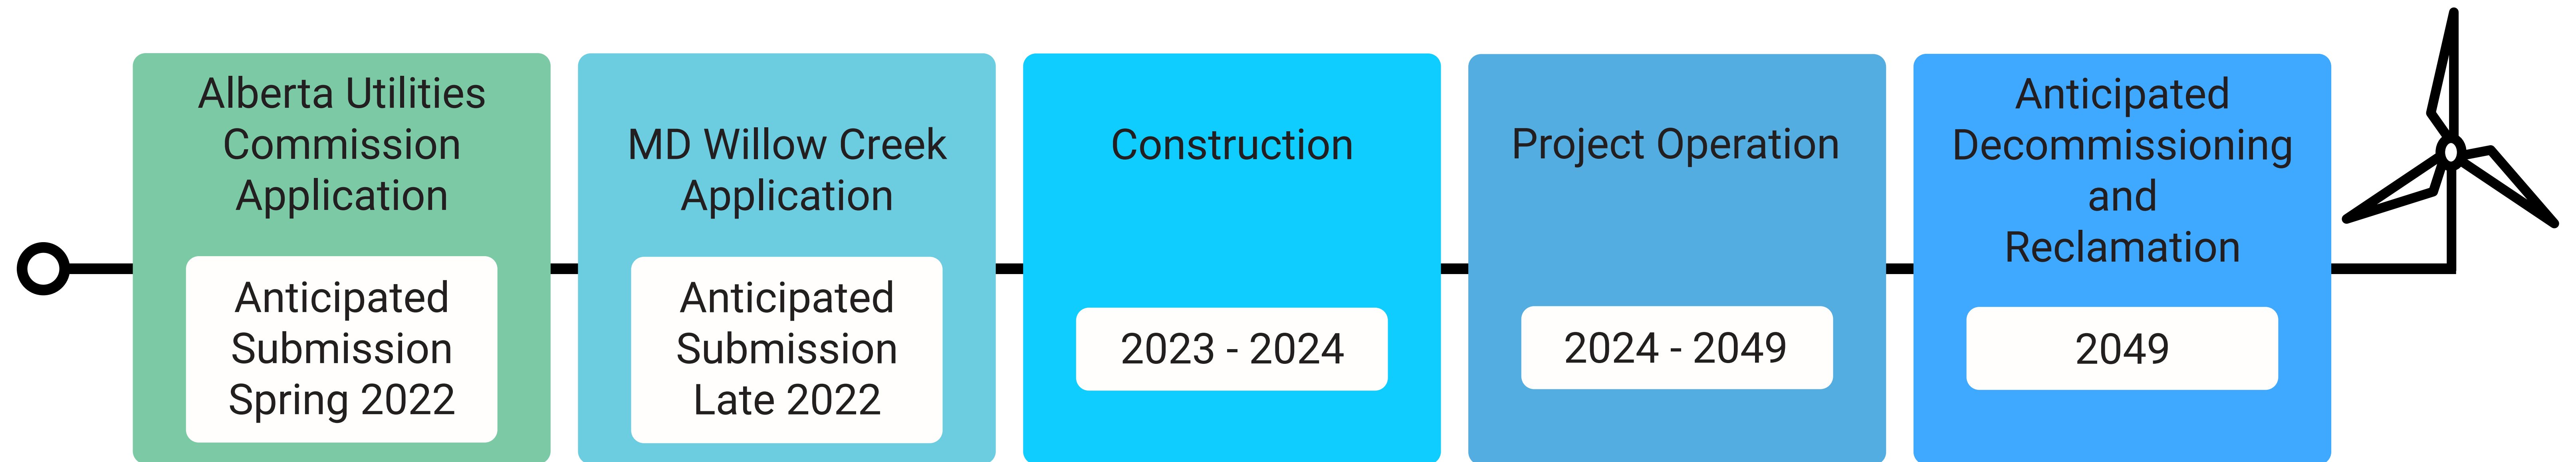 Alberta Utilities
Commission
Application
Anticipated
Submission
Spring 2022
MD Willow Creek
Application
Anticipated
Submission
Late 2022
Construction
2023 - 2024
Project Operation
2024 - 2049
Anticipated
Decommissioning
and
Reclamation
2049